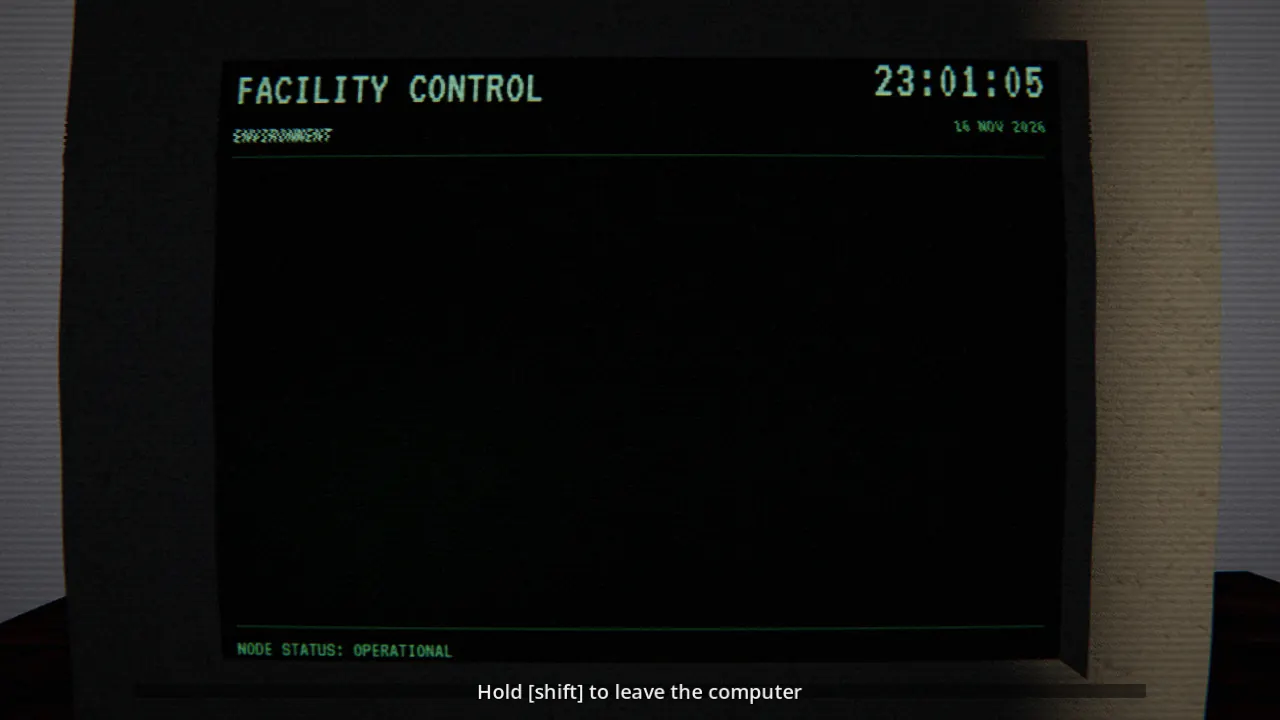 FACILITY CONTROL
23:01:05
ENVIRONMENT
16 NOV 2026
NODE STATUS: OPERATIONAL
Hold [shift] to leave the computer